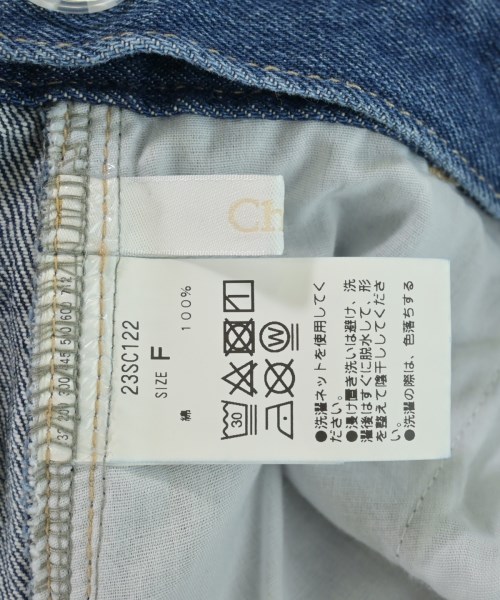 Ch
23SC122
SIZE F
綿 100%
30
W
●洗濯ネットを使用してく
ださい。
●浸け置き洗いは避け、洗
濯後はすぐに脱水して、形
を整えて陰干ししてくださ
い。
●洗濯の際は、色落ちする